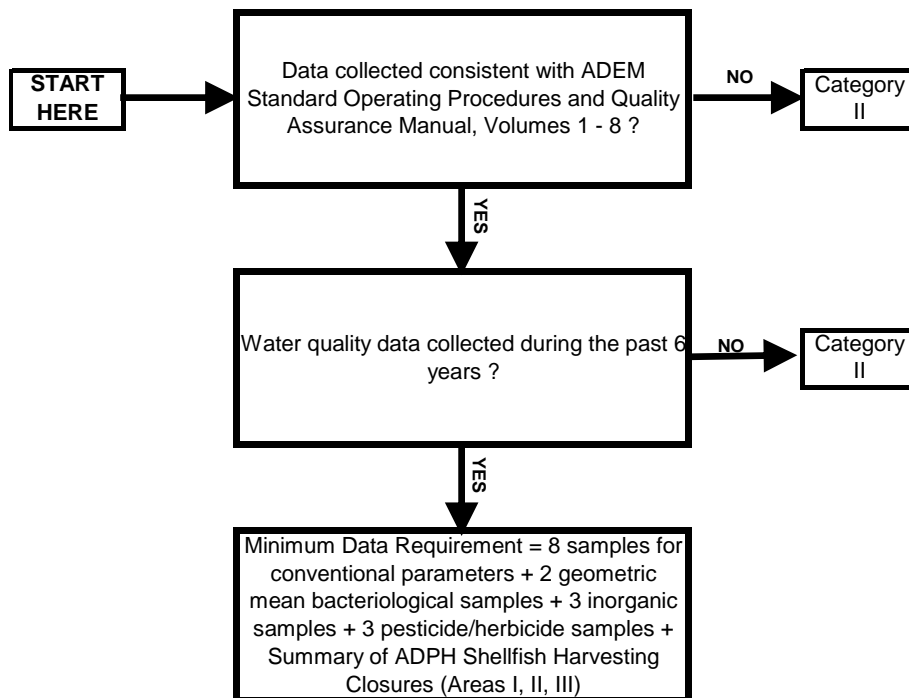 START
HERE
Data collected consistent with ADEM
Standard Operating Procedures and Quality
Assurance Manual, Volumes 1 - 8 ?
NO
Category
II
YES
Water quality data collected during the past 6
years ?
NO
Category
II
YES
Minimum Data Requirement = 8 samples for
conventional parameters + 2 geometric
mean bacteriological samples + 3 inorganic
samples + 3 pesticide/herbicide samples +
Summary of ADPH Shellfish Harvesting
Closures (Areas I, II, III)